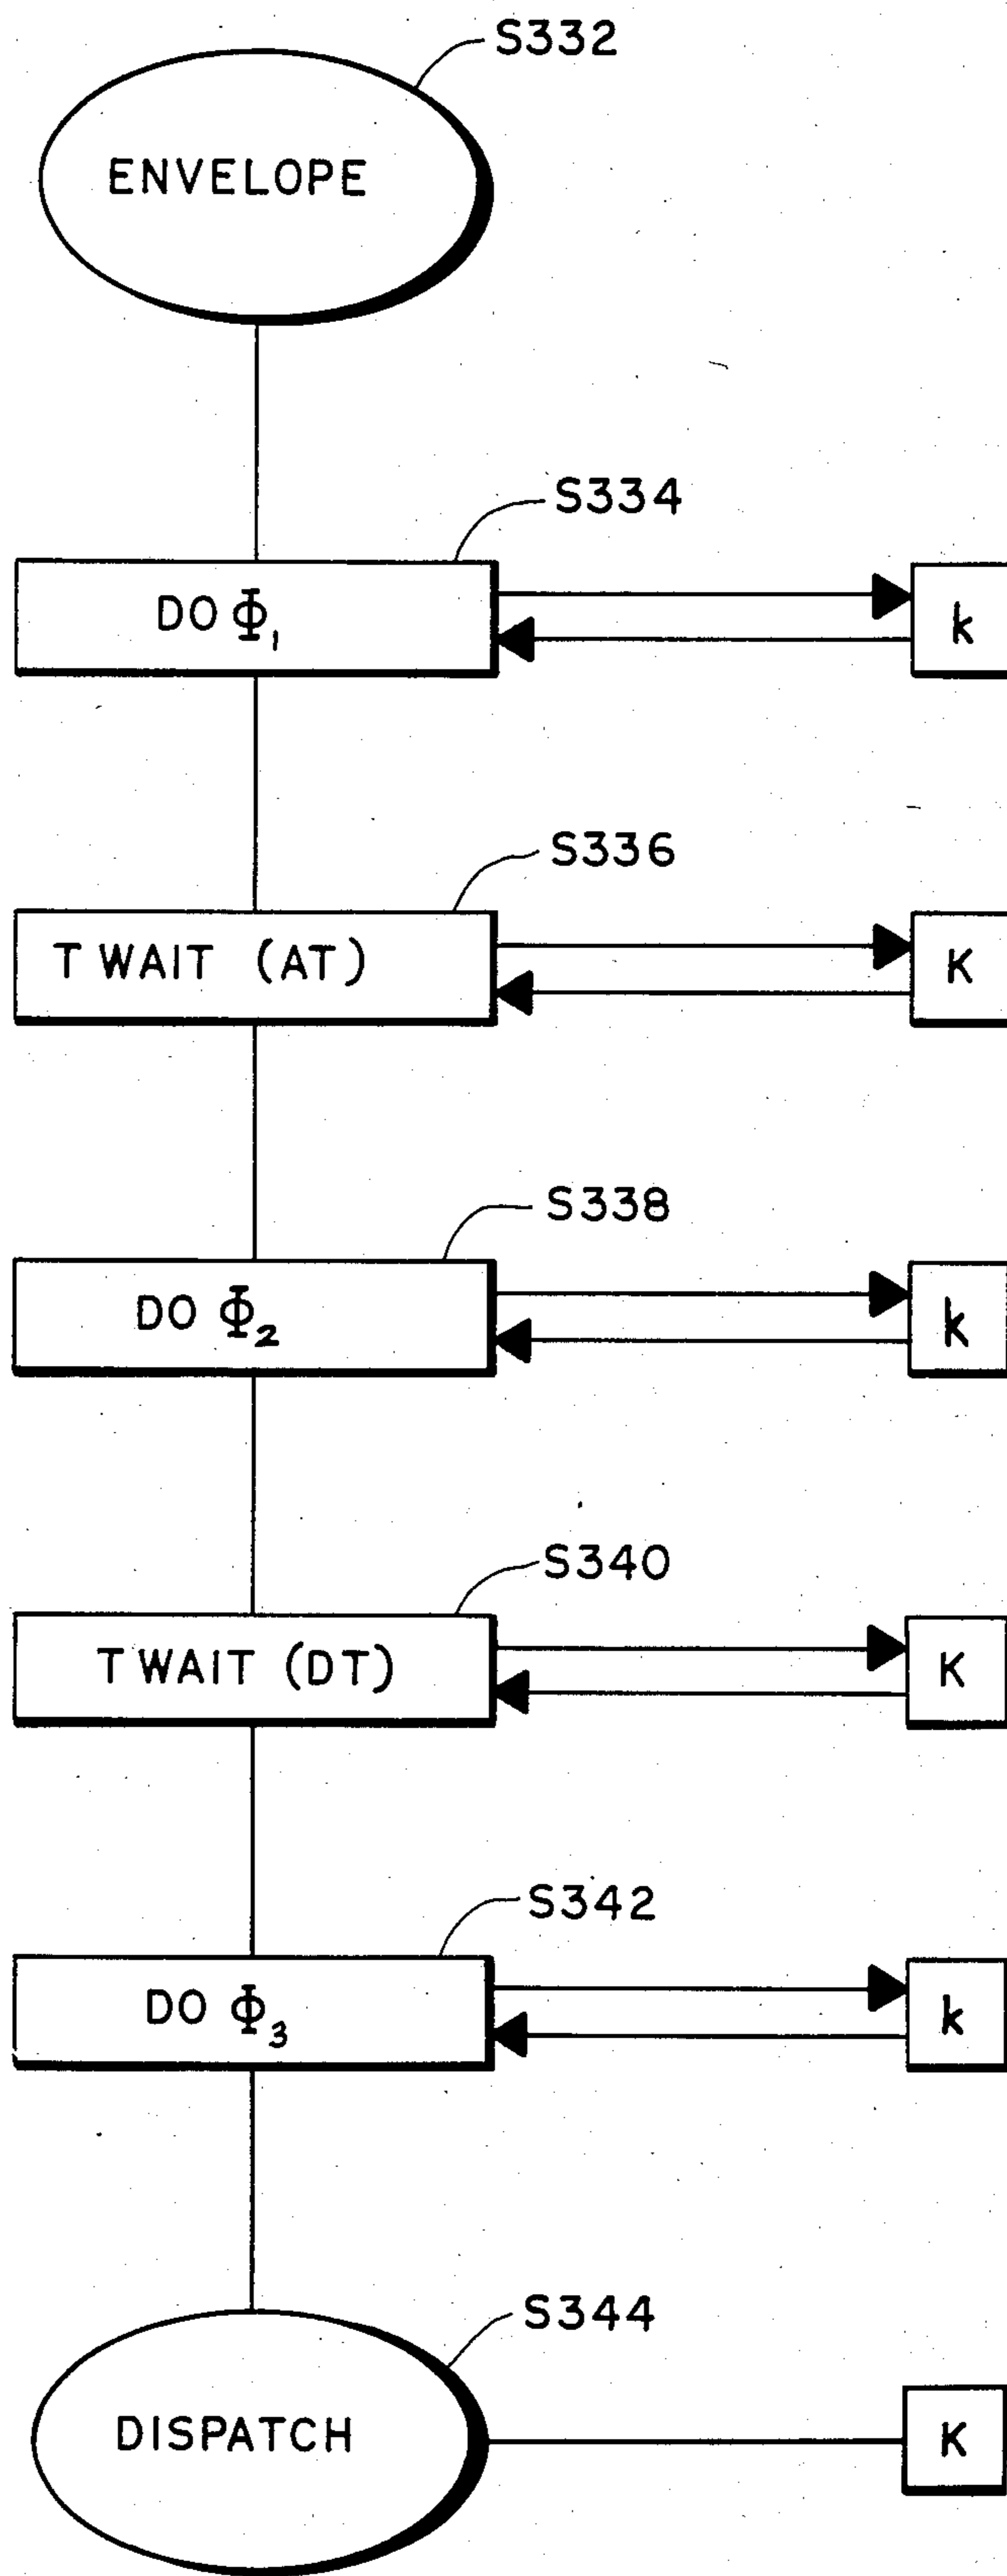 S332
ENVELOPE
S334
DO Φ₁
k
S336
T WAIT (AT)
K
S338
DO Φ₂
k
S340
T WAIT (DT)
K
S342
DO Φ₃
k
S344
DISPATCH
K